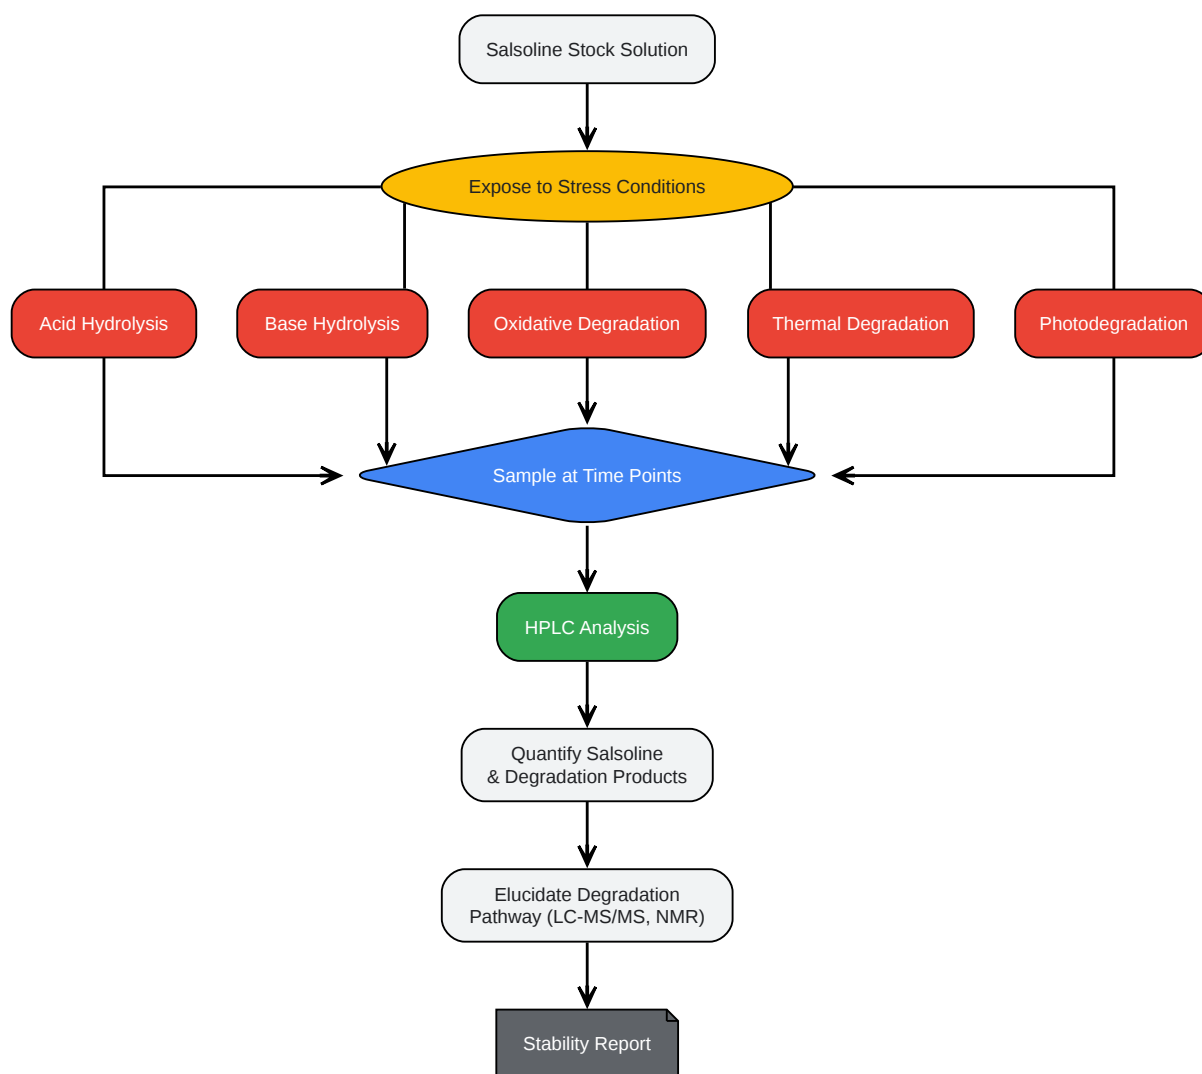 Salsoline Stock Solution
Expose to Stress Conditions
Acid Hydrolysis
Base Hydrolysis
Oxidative Degradation
Thermal Degradation
Photodegradation
Sample at Time Points
HPLC Analysis
Quantify Salsoline
& Degradation Products
Elucidate Degradation
Pathway (LC-MS/MS, NMR)
Stability Report